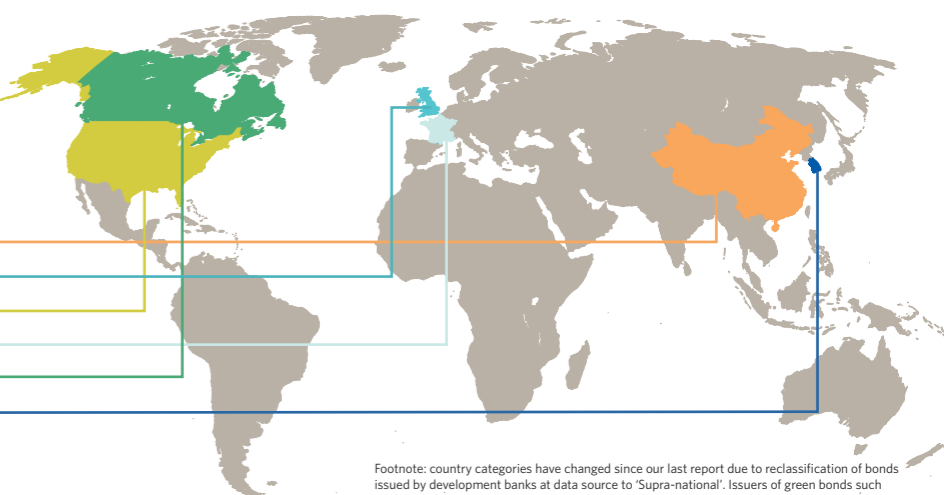 Footnote: country categories have changed since our last report due to reclassification of bonds
issued by development banks at data source to ‘Supra-national’. Issuers of green bonds such